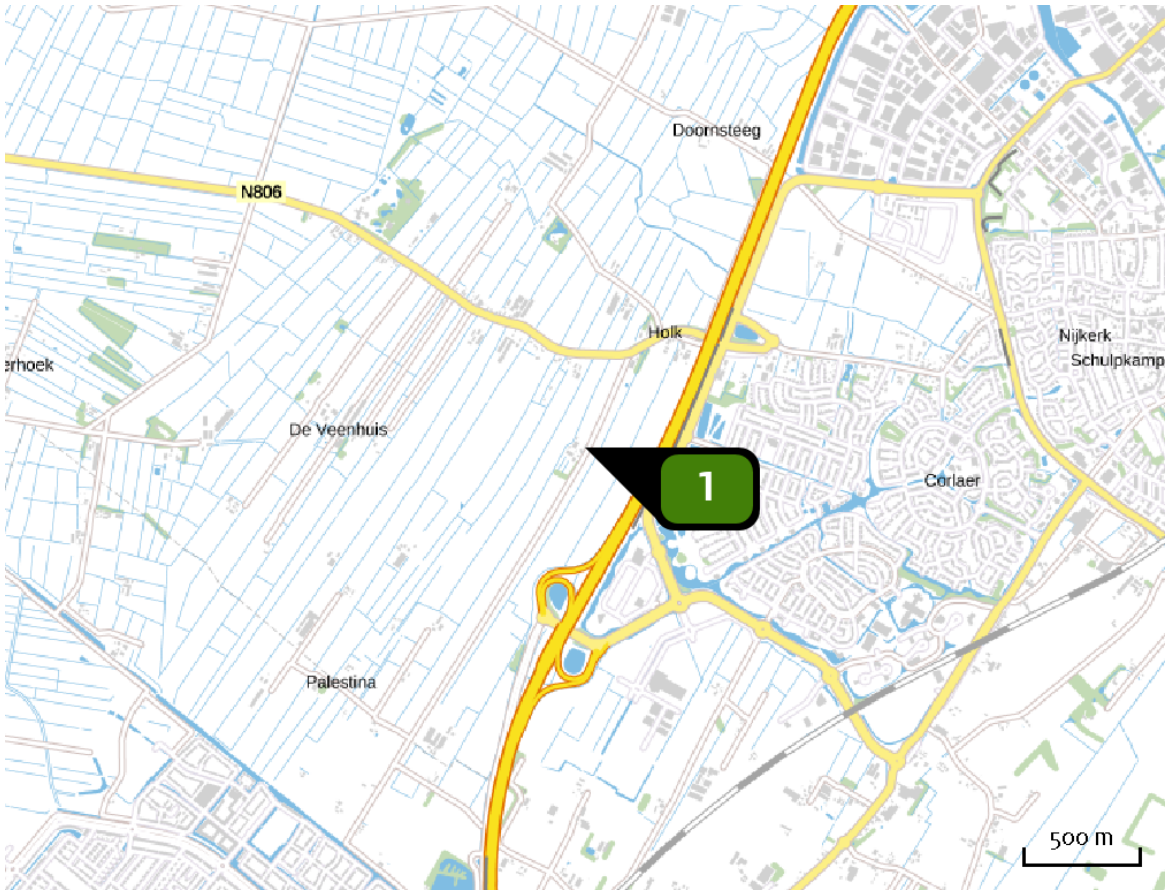 Doornsteeg
N806
Holk
Nijkerk
Schulpkamp
erhoek
De Veenhuis
1
Corlaer
Palestina
500 m